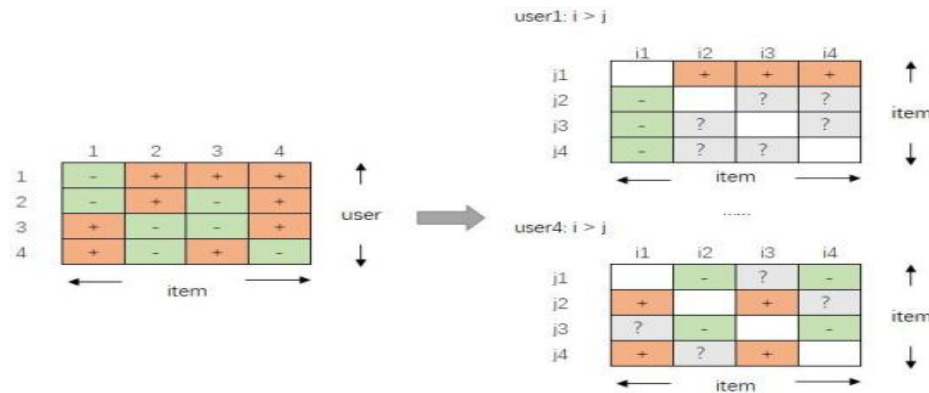 user1: i > j
i1 i2 i3 i4
j1 + + +
j2 - ? ?
j3 - ? ?
j4 - ? ?
item
item
1 2 3 4
1 - + + +
2 - + - +
3 + - - +
4 + - + -
user
item
......
user4: i > j
i1 i2 i3 i4
j1 - ? -
j2 + + ?
j3 ? - -
j4 + ? +
item
item